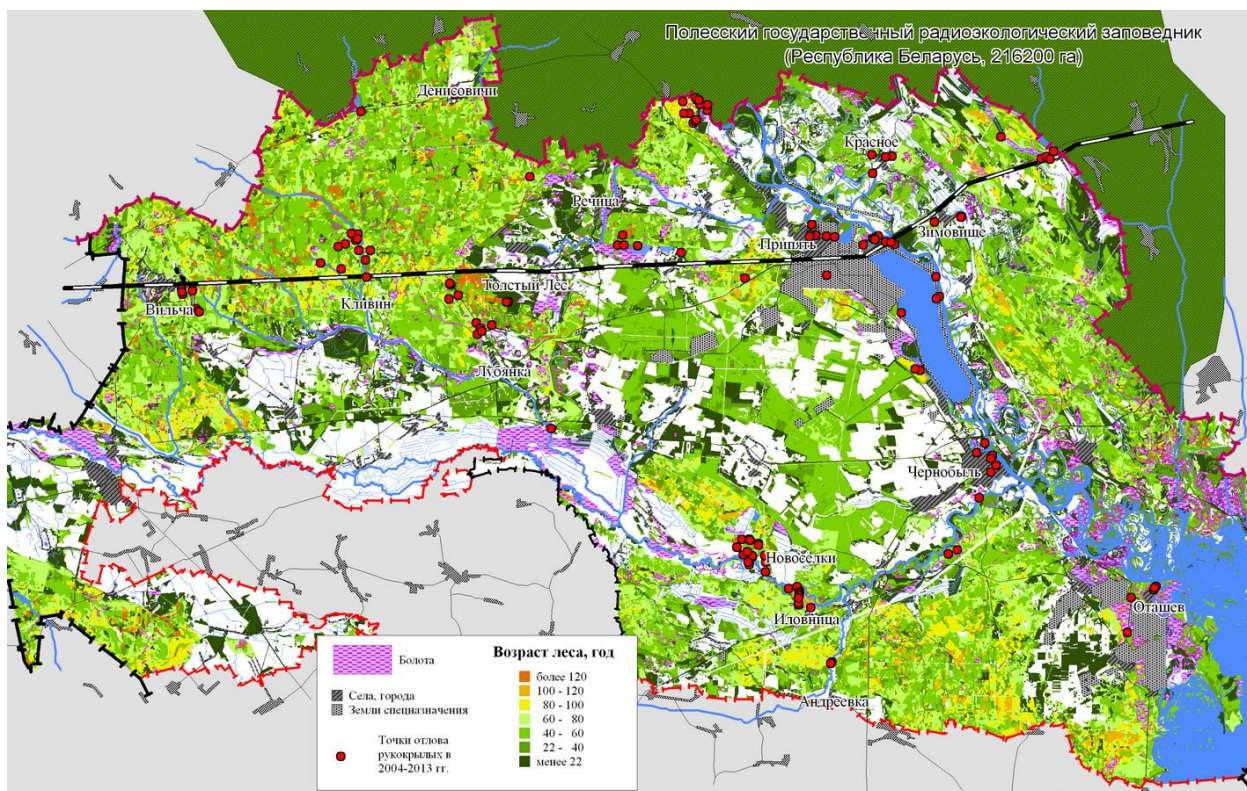 Полесский государственный радиоэкологический заповедник
(Республика Беларусь, 216200 га)
Денисовичи
Красное
Речица
Припять
Зимовище
Толстый Лес
Вильча
Кливин
Лубянка
Чернобыль
Новоселки
Оташев
Иловница
Андреевка
Болота
Села, города
Земли спецназначения
Точки отлова
рукокрылых в
2004-2013 гг.
Возраст леса, год
более 120
100 - 120
80 - 100
60 - 80
40 - 60
22 - 40
менее 22